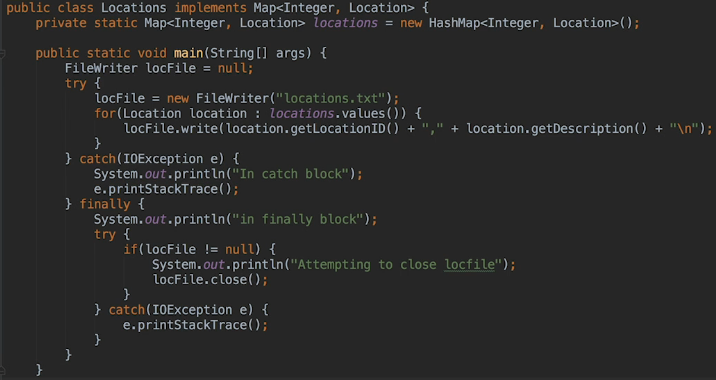 public class Locations implements Map<Integer, Location> {
    private static Map<Integer, Location> locations = new HashMap<Integer, Location>();

    public static void main(String[] args) {
        FileWriter locFile = null;
        try {
            locFile = new FileWriter("locations.txt");
            for(Location location : locations.values()) {
                locFile.write(location.getLocationID() + "," + location.getDescription() + "\n");
            }
        } catch(IOException e) {
            System.out.println("In catch block");
            e.printStackTrace();
        } finally {
            System.out.println("in finally block");
            try {
                if(locFile != null) {
                    System.out.println("Attempting to close locfile");
                    locFile.close();
                }
            } catch(IOException e) {
                e.printStackTrace();
            }
        }
    }